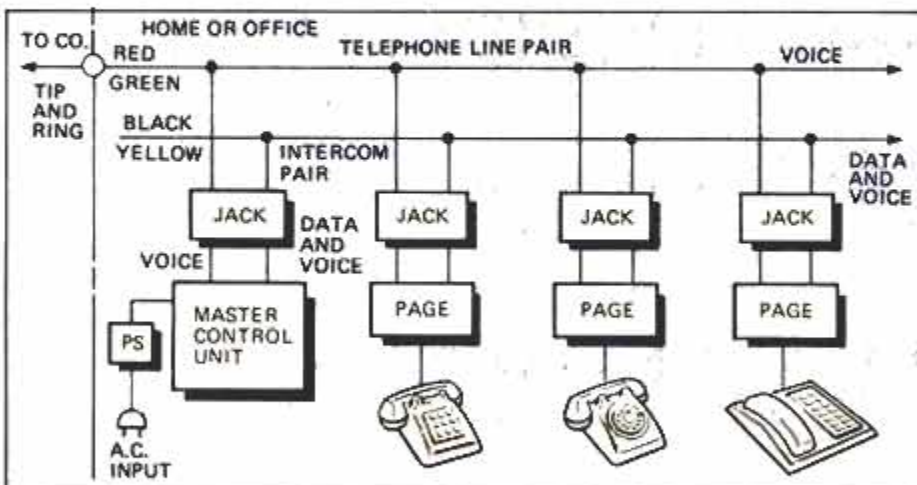 HOME OR OFFICE
TO CO.
RED
TELEPHONE LINE PAIR
VOICE
GREEN
TIP
AND
RING
BLACK
YELLOW
INTERCOM
PAIR
DATA
AND
VOICE
JACK
JACK
JACK
JACK
DATA
AND
VOICE
VOICE
MASTER
CONTROL
UNIT
PAGE
PAGE
PAGE
PS
A.C.
INPUT